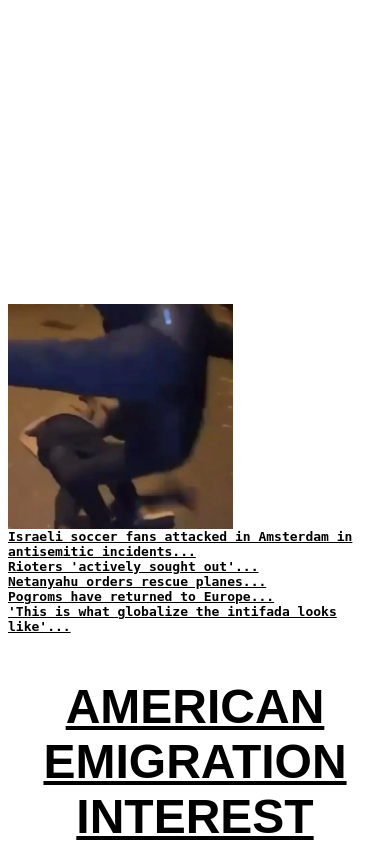 Israeli soccer fans attacked in Amsterdam in
antisemitic incidents...
Rioters 'actively sought out'...
Netanyahu orders rescue planes...
Pogroms have returned to Europe...
'This is what globalize the intifada looks
like'...
AMERICAN
EMIGRATION
INTEREST